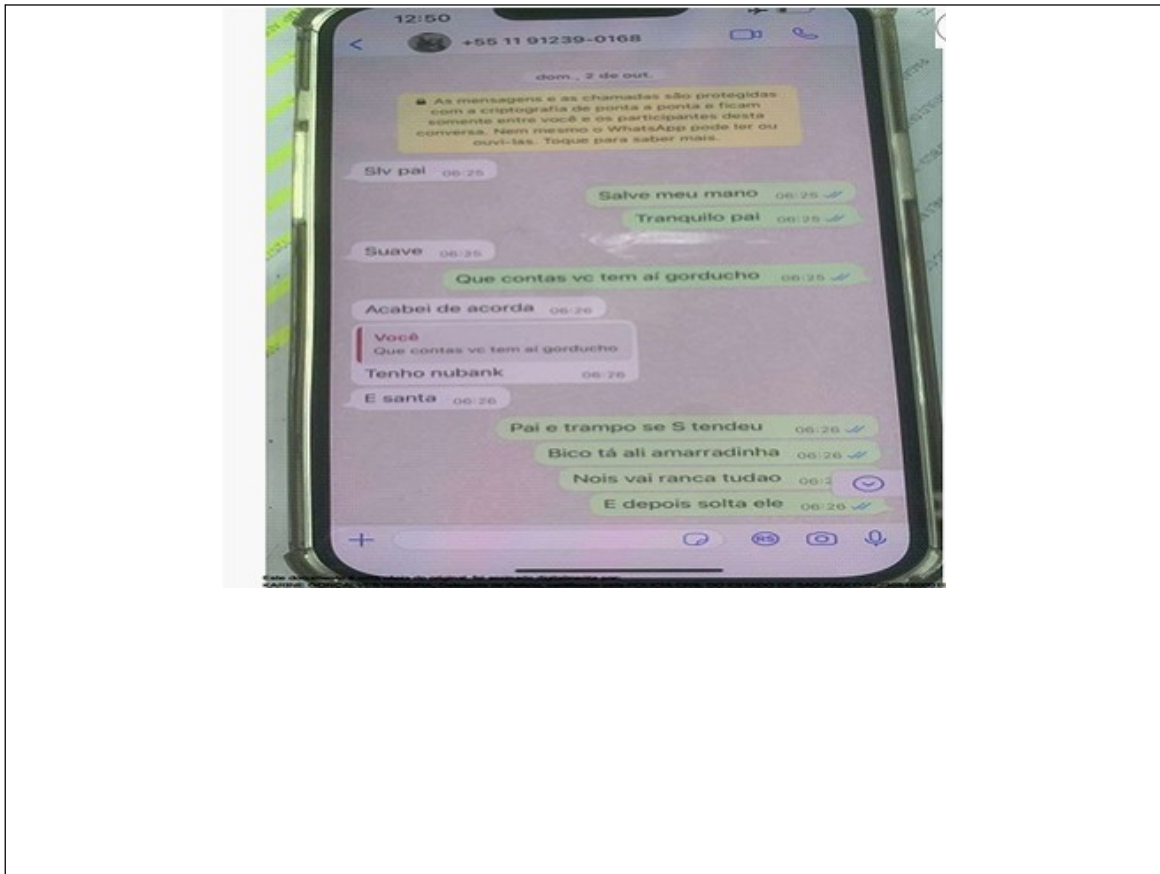 12:50
+55 11 91239-0168
dom., 2 de out.
As mensagens e as chamadas são protegidas
com a criptografia de ponta a ponta e ficam
somente entre você e os participantes desta
conversa. Nem mesmo o WhatsApp pode ler ou
ouvi-las. Toque para saber mais.
Slv pai 06:25
Salve meu mano 06:25
Tranquilo pai 06:25
Suave 06:25
Que contas vc tem aí gorducho 06:25
Acabei de acorda 06:26
Você
Que contas vc tem aí gorducho
Tenho nubank 06:26
E santa 06:26
Pai e trampo se S tendeu 06:26
Bico tá ali amarradinha 06:26
Nois vai ranca tudao
E depois solta ele 06:26